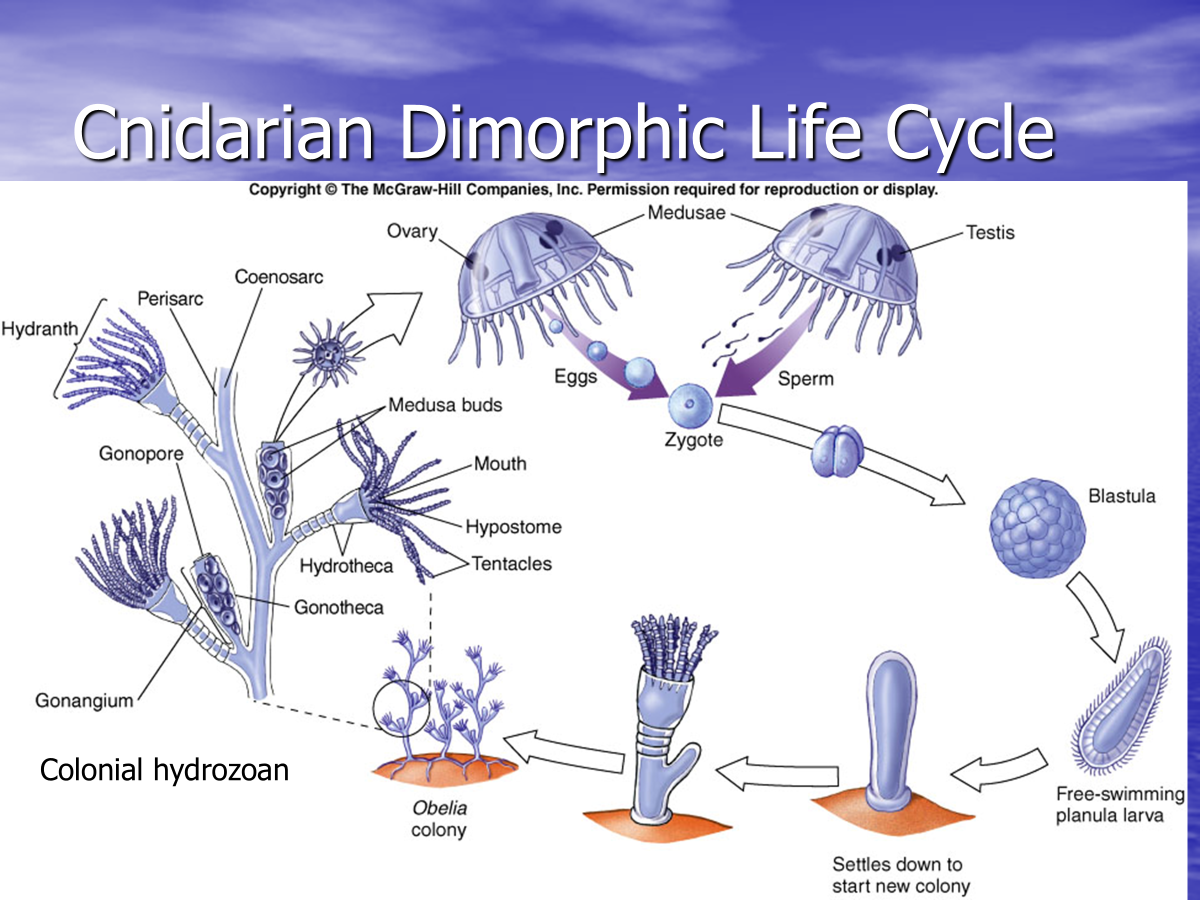 Cnidarian Dimorphic Life Cycle
Copyright © The McGraw-Hill Companies, Inc. Permission required for reproduction or display.
Medusae
Ovary
Testis
Coenosarc
Perisarc
Hydranth
Eggs
Sperm
Medusa buds
Zygote
Gonopore
Mouth
Blastula
Hypostome
Hydrotheca
Tentacles
Gonotheca
Gonangium
Colonial hydrozoan
Free-swimming
planula larva
Obelia
colony
Settles down to
start new colony